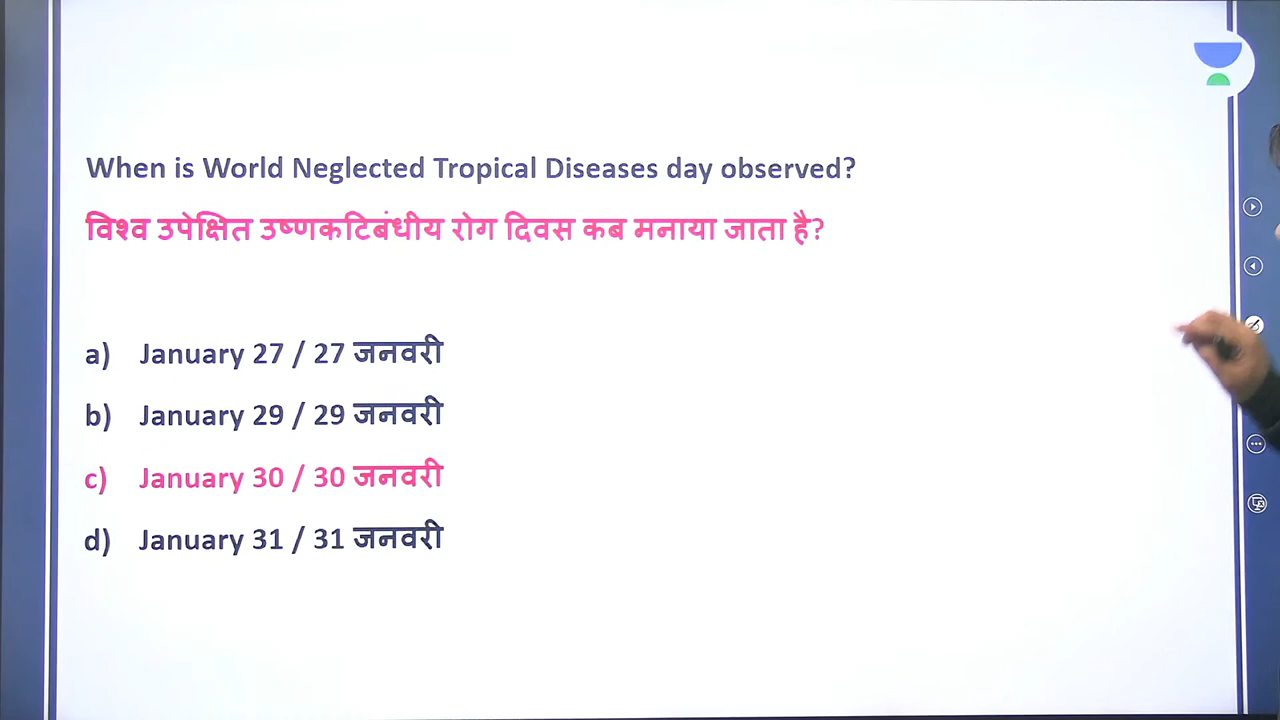 When is World Neglected Tropical Diseases day observed?
विश्व उपेक्षित उष्णकटिबंधीय रोग दिवस कब मनाया जाता है?
a) January 27 / 27 जनवरी
b) January 29 / 29 जनवरी
c) January 30 / 30 जनवरी
d) January 31 / 31 जनवरी